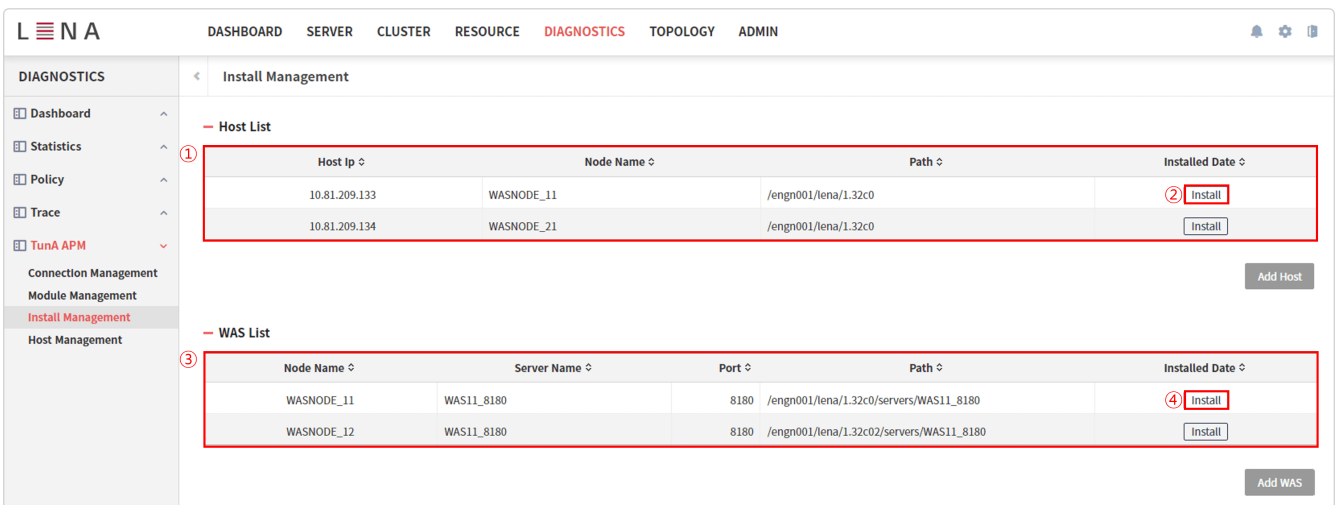 LENA DASHBOARD SERVER CLUSTER RESOURCE DIAGNOSTICS TOPOLOGY ADMIN
DIAGNOSTICS
Install Management
Dashboard
Statistics
Policy
Trace
TunA APM
Connection Management
Module Management
Install Management
Host Management
Host List
①
Host Ip Node Name Path Installed Date
10.81.209.133 WASNODE_11 /engn001/lena/1.32c0 ② Install
10.81.209.134 WASNODE_21 /engn001/lena/1.32c0 Install
Add Host
WAS List
③
Node Name Server Name Port Path Installed Date
WASNODE_11 WAS11_8180 8180 /engn001/lena/1.32c0/servers/WAS11_8180 ④ Install
WASNODE_12 WAS11_8180 8180 /engn001/lena/1.32c02/servers/WAS11_8180 Install
Add WAS